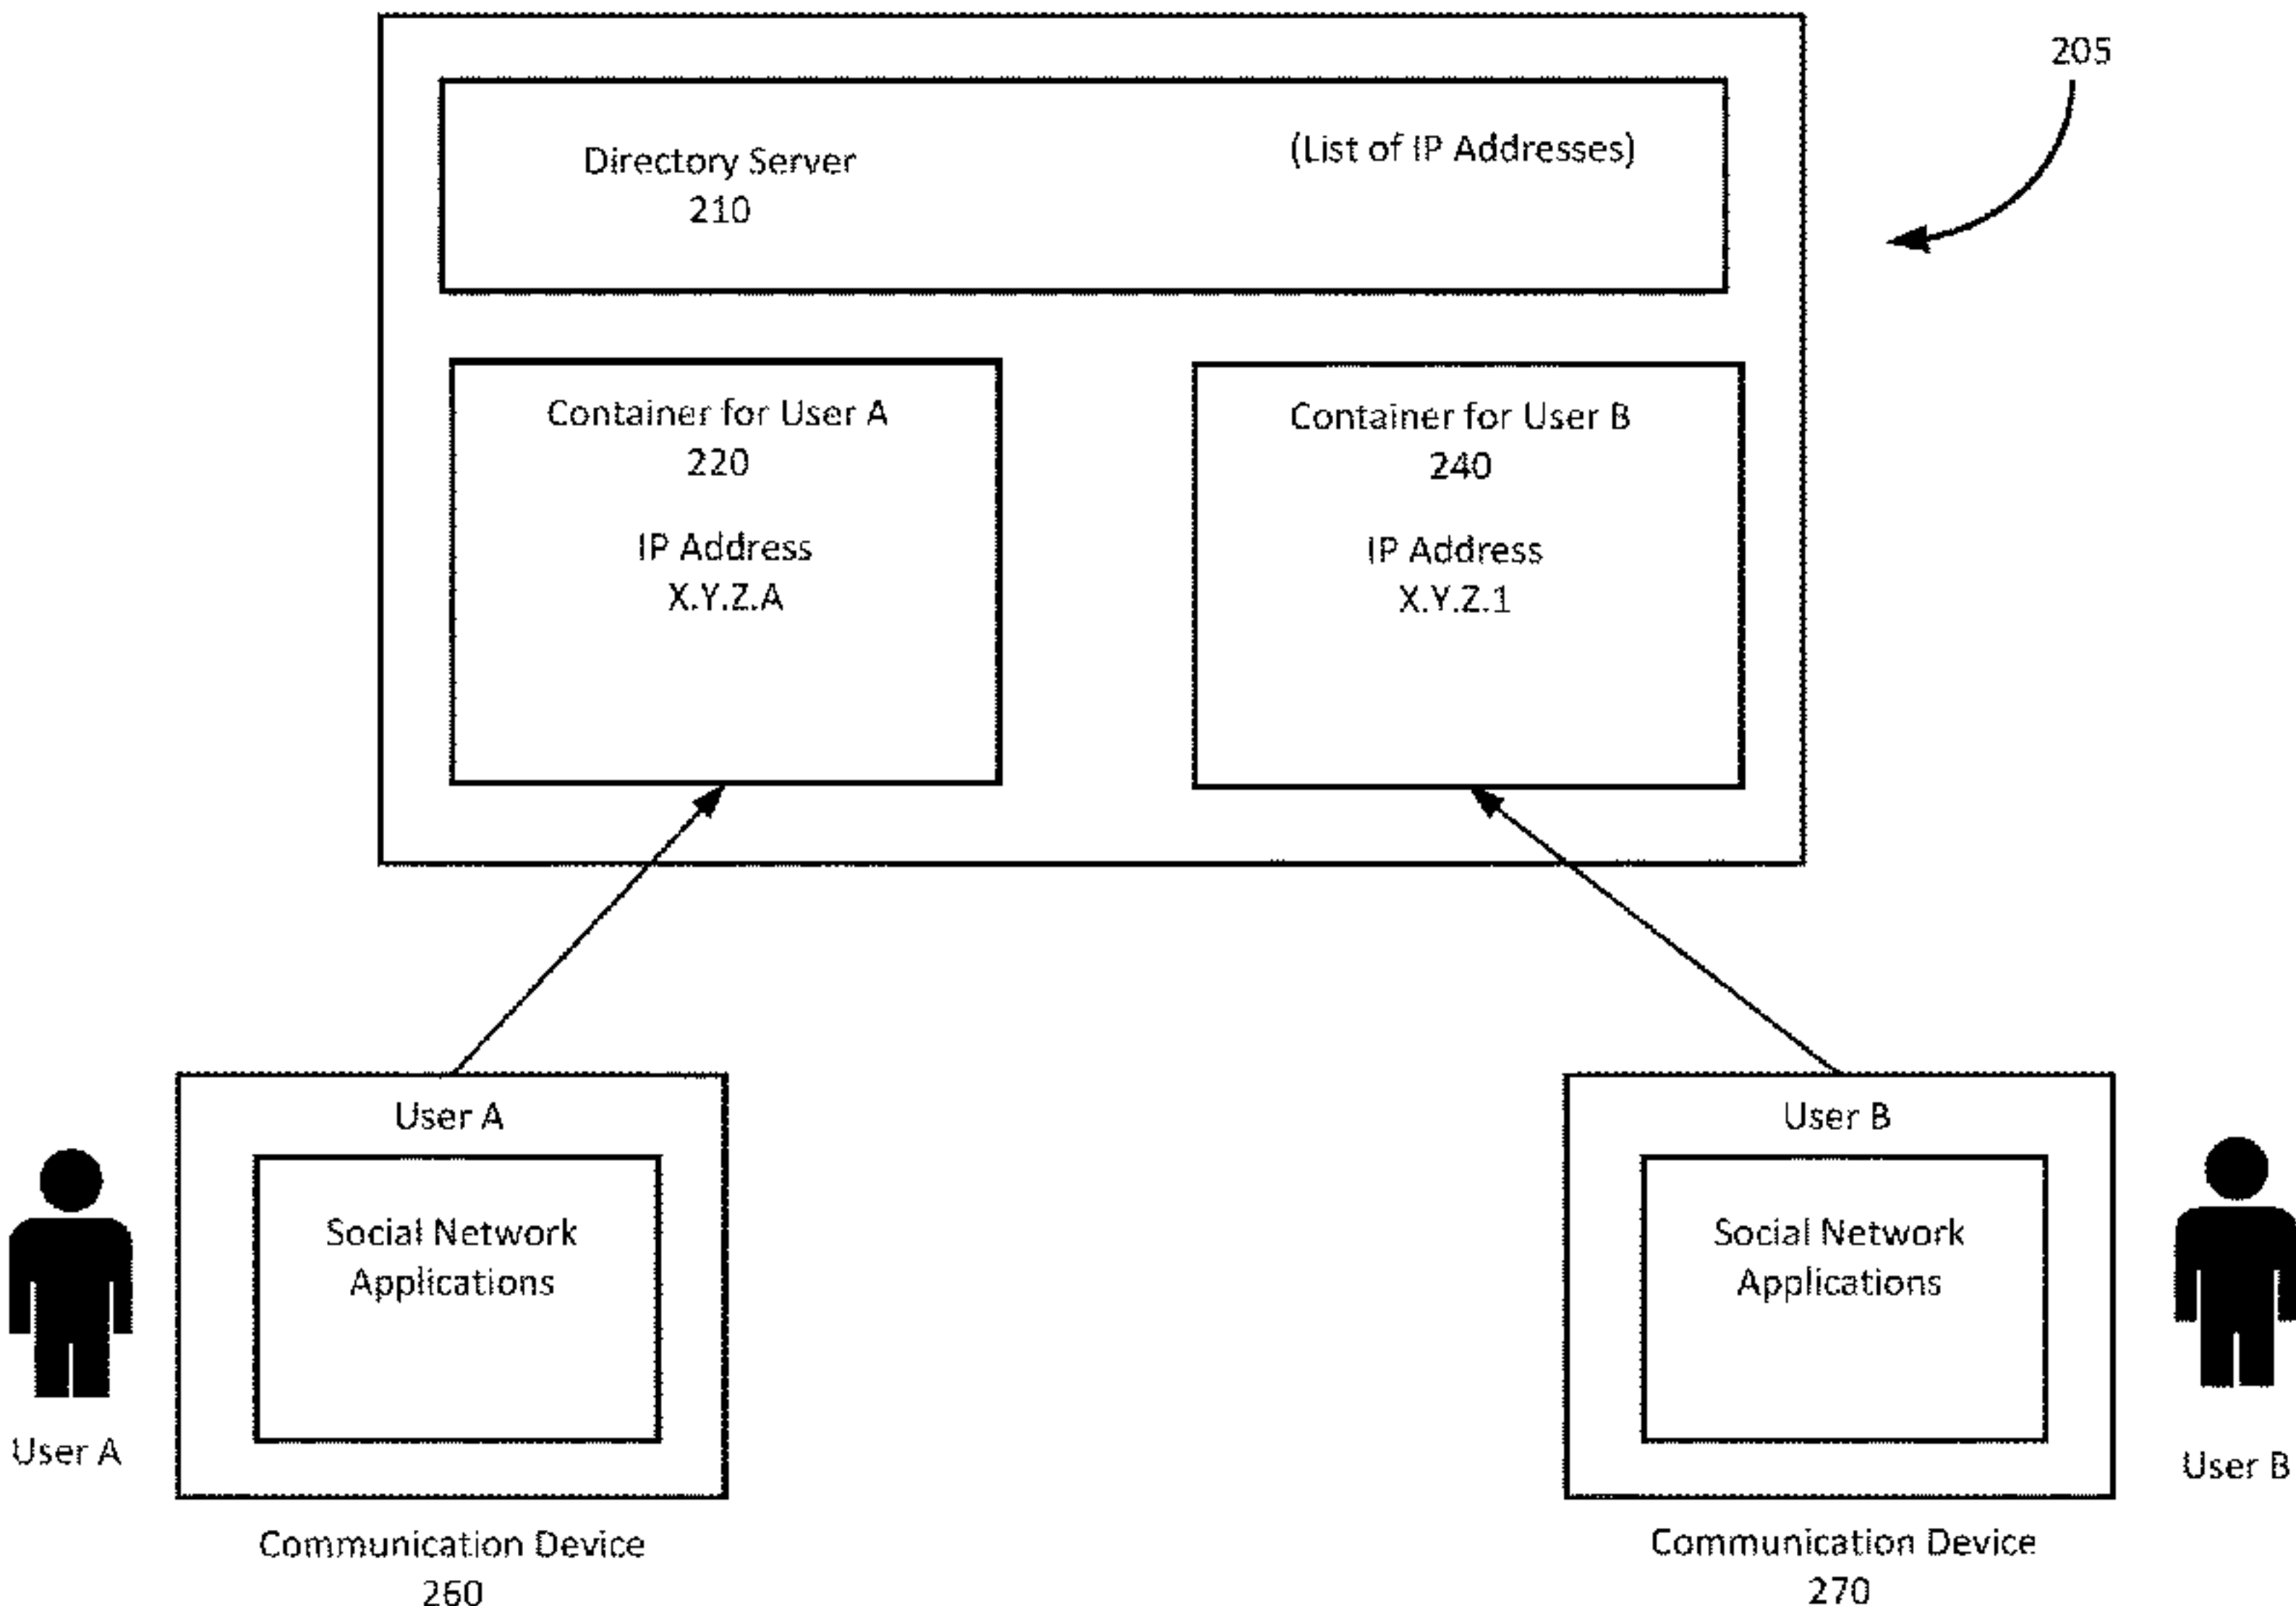 205
Directory Server
210
(List of IP Addresses)
Container for User A
220
IP Address
X.Y.Z.A
Container for User B
240
IP Address
X.Y.Z.1
User A
Social Network
Applications
User A
Communication Device
260
User B
Social Network
Applications
User B
Communication Device
270